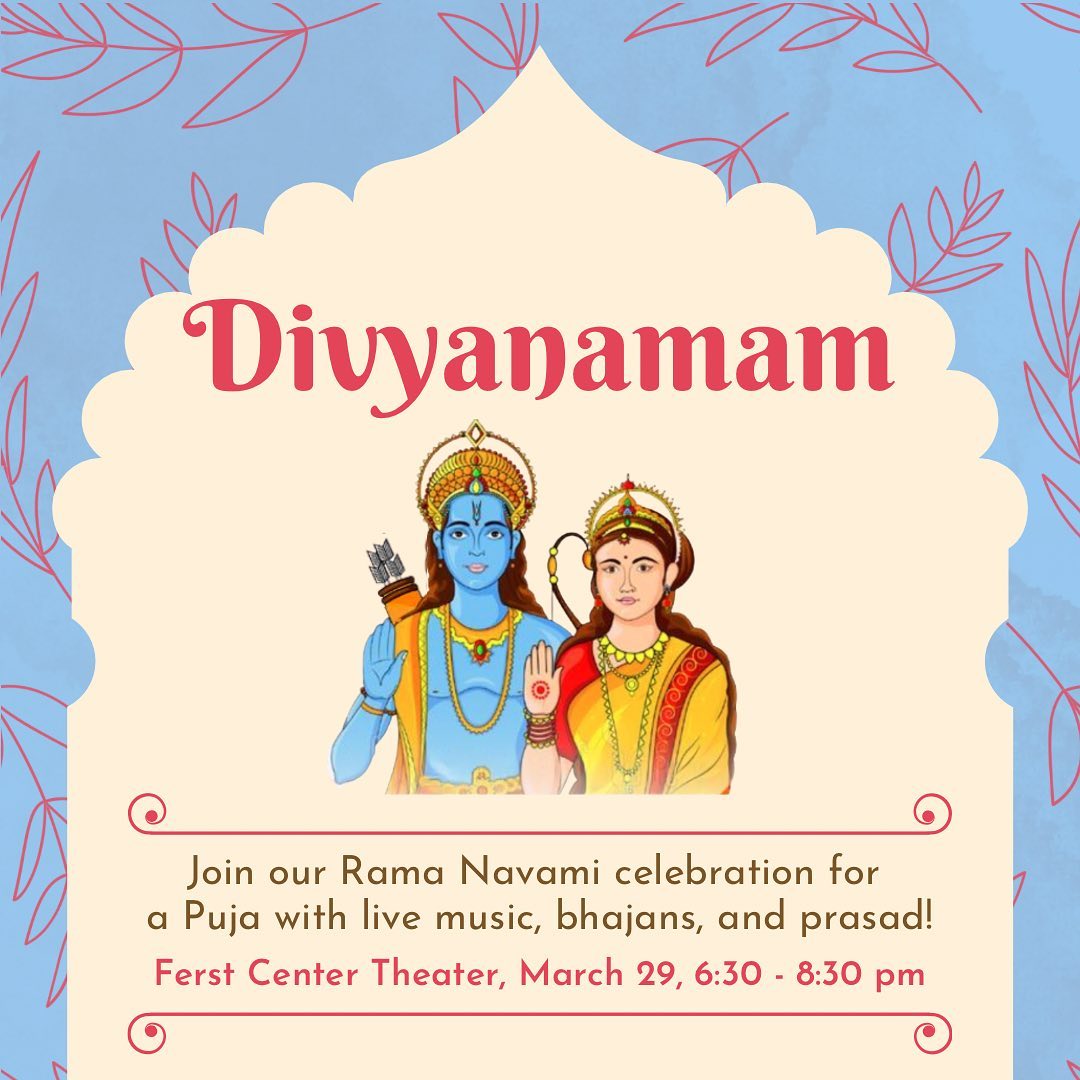 Divyanamam
Join our Rama Navami celebration for
a Puja with live music, bhajans, and prasad!
Ferst Center Theater, March 29, 6:30 - 8:30 pm